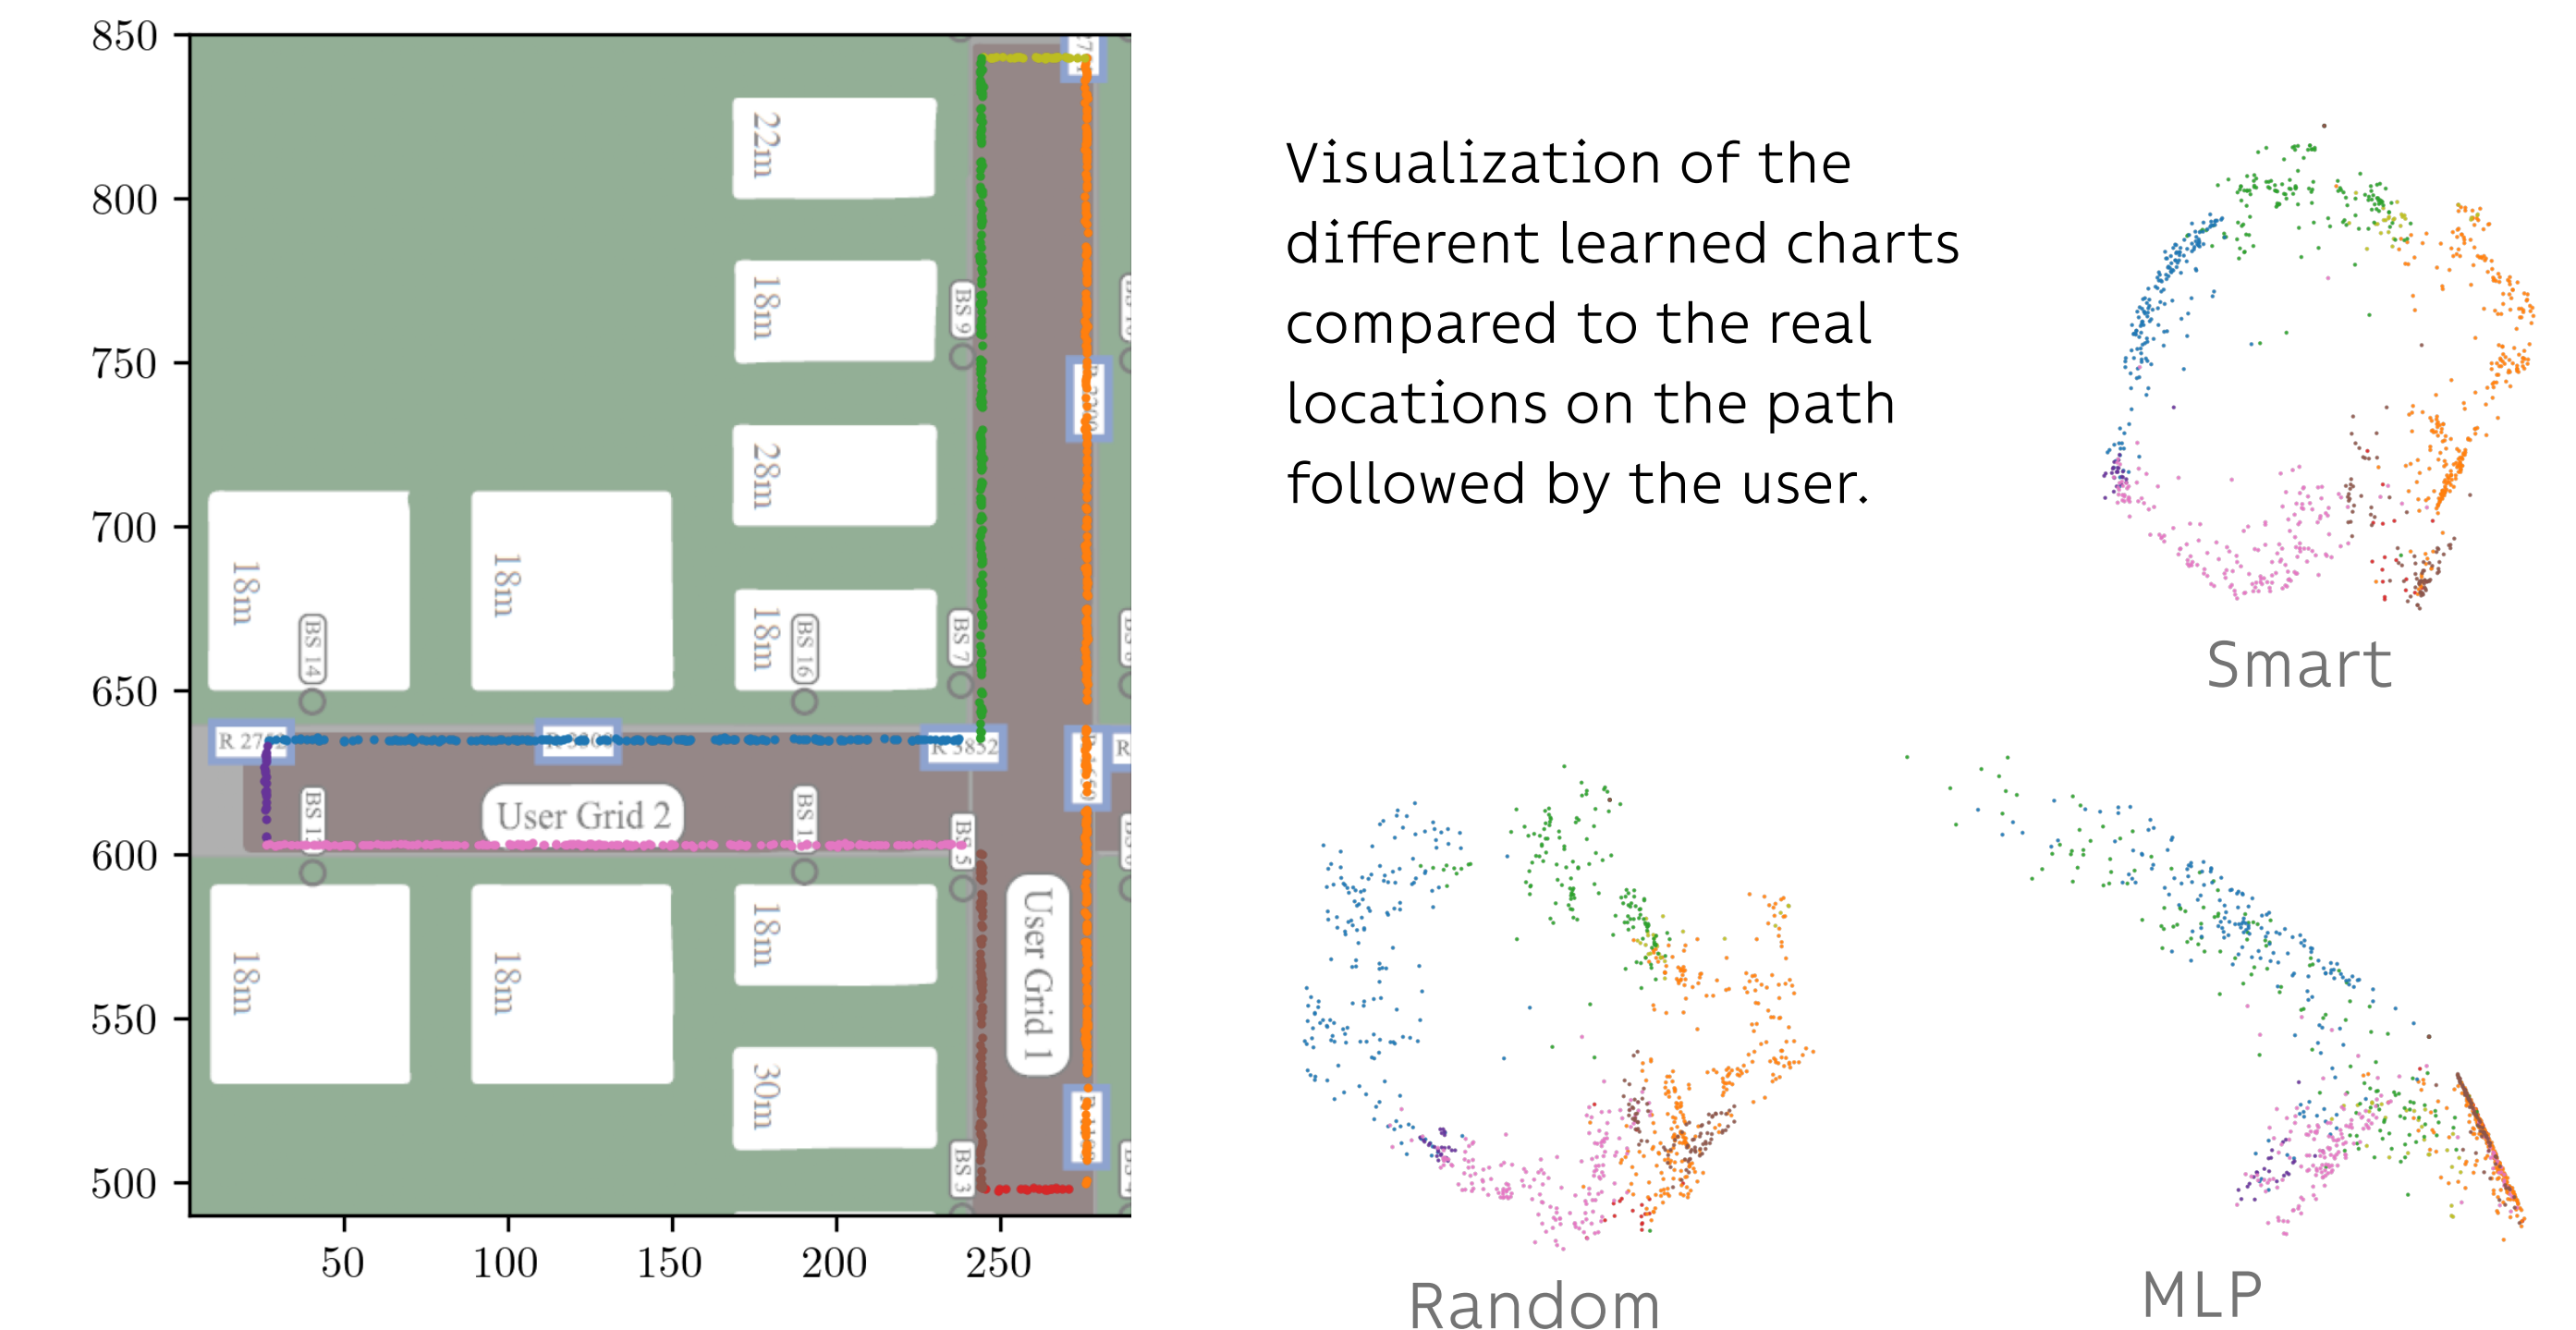 850
800
750
700
650
600
550
500
50
100
150
200
250
22m
18m
28m
18m
18m
18m
BS 9
BS 7
BS 14
BS 16
R 3852
User Grid 2
BS 5
18m
18m
18m
30m
User Grid 1
BS 3
Visualization of the
different learned charts
compared to the real
locations on the path
followed by the user.
Smart
Random
MLP